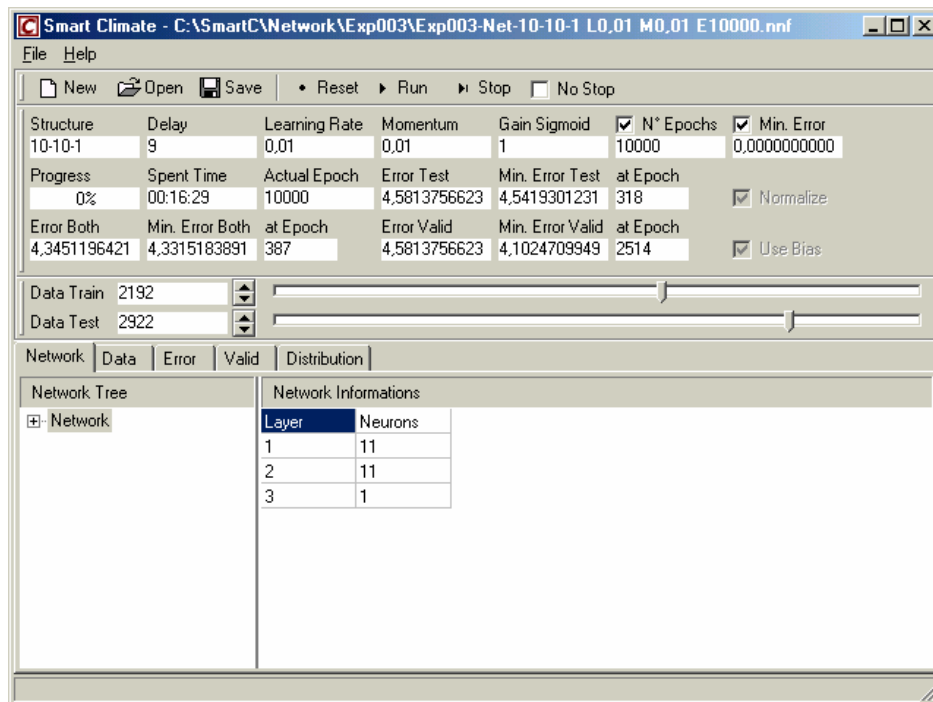 Smart Climate - C:\SmartC\Network\Exp003\Exp003-Net-10-10-1 L0,01 M0,01 E10000.nnf
File Help
New Open Save Reset Run Stop No Stop
Structure Delay Learning Rate Momentum Gain Sigmoid N° Epochs Min. Error
10-10-1 9 0,01 0,01 1 10000 0,0000000000
Progress Spent Time Actual Epoch Error Test Min. Error Test at Epoch
0% 00:16:29 10000 4,5813756623 4,5419301231 318 Normalize
Error Both Min. Error Both at Epoch Error Valid Min. Error Valid at Epoch
4,3451196421 4,3315183891 387 4,5813756623 4,1024709949 2514 Use Bias
Data Train 2192
Data Test 2922
Network Data Error Valid Distribution
Network Tree Network Informations
Network Layer Neurons
1 11
2 11
3 1